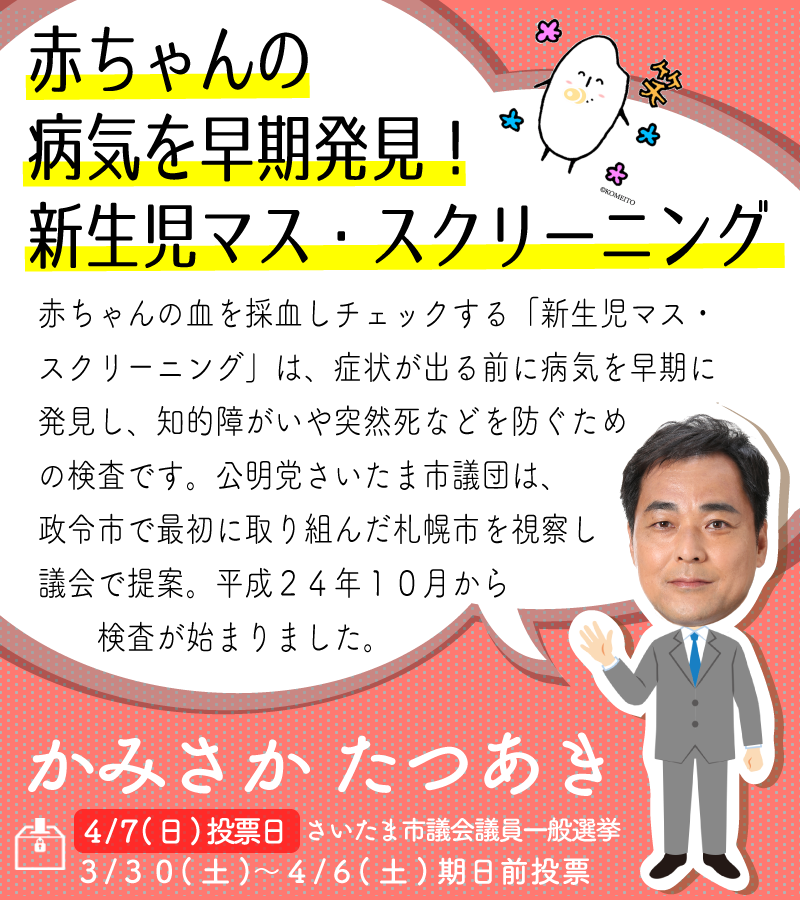 赤ちゃんの
病気を早期発見！
新生児マス・スクリーニング
©KOMEITO
赤ちゃんの血を採血しチェックする「新生児マス・
スクリーニング」は、症状が出る前に病気を早期に
発見し、知的障がいや突然死などを防ぐため
の検査です。公明党さいたま市議団は、
政令市で最初に取り組んだ札幌市を視察し
議会で提案。平成２４年１０月から
検査が始まりました。
かみさか たつあき
4/7(日)投票日 さいたま市議会議員一般選挙
３/３０(土)～４/６(土)期日前投票